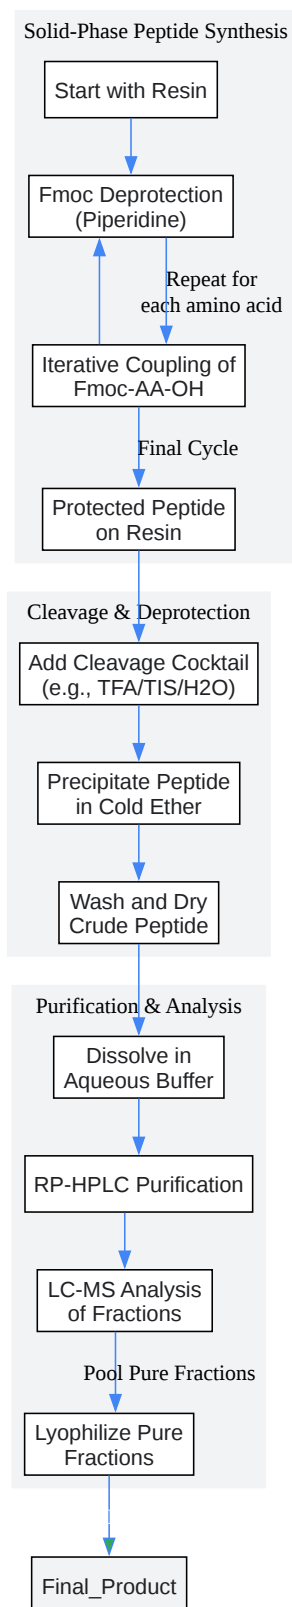 Solid-Phase Peptide Synthesis
Start with Resin
Fmoc Deprotection
(Piperidine)
Repeat for
each amino acid
Iterative Coupling of
Fmoc-AA-OH
Final Cycle
Protected Peptide
on Resin
Cleavage & Deprotection
Add Cleavage Cocktail
(e.g., TFA/TIS/H2O)
Precipitate Peptide
in Cold Ether
Wash and Dry
Crude Peptide
Purification & Analysis
Dissolve in
Aqueous Buffer
RP-HPLC Purification
LC-MS Analysis
of Fractions
Pool Pure Fractions
Lyophilize Pure
Fractions
Final_Product